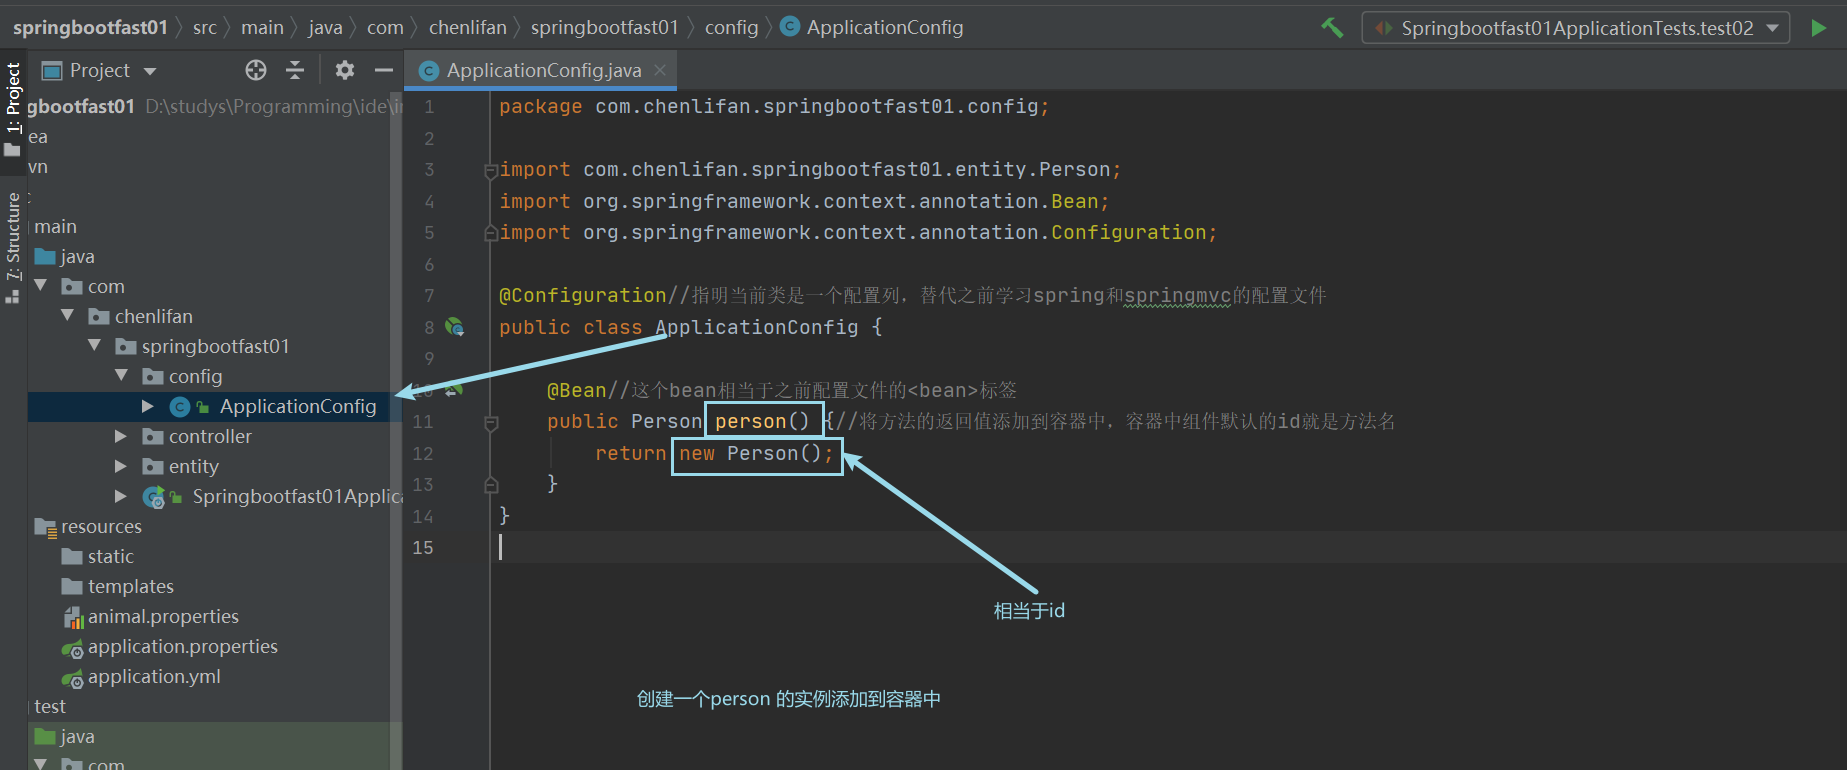 springbootfast01 src main java com chenlifan springbootfast01 config ApplicationConfig Springbootfast01ApplicationTests.test02
1: Project
7: Structure
Project
gbootfast01 D:\studys\Programming\ide\i
ea
vn
main
java
com
chenlifan
springbootfast01
config
ApplicationConfig
controller
entity
Springbootfast01Applic
resources
static
templates
animal.properties
application.properties
application.yml
test
java
com
ApplicationConfig.java
1 package com.chenlifan.springbootfast01.config;
2
3 import com.chenlifan.springbootfast01.entity.Person;
4 import org.springframework.context.annotation.Bean;
5 import org.springframework.context.annotation.Configuration;
6
7 @Configuration//指明当前类是一个配置列，替代之前学习spring和springmvc的配置文件
8 public class ApplicationConfig {
9
10 @Bean//这个bean相当于之前配置文件的<bean>标签
11 public Person person() {//将方法的返回值添加到容器中，容器中组件默认的id就是方法名
12 return new Person();
13 }
14 }
15
相当于id
创建一个person 的实例添加到容器中